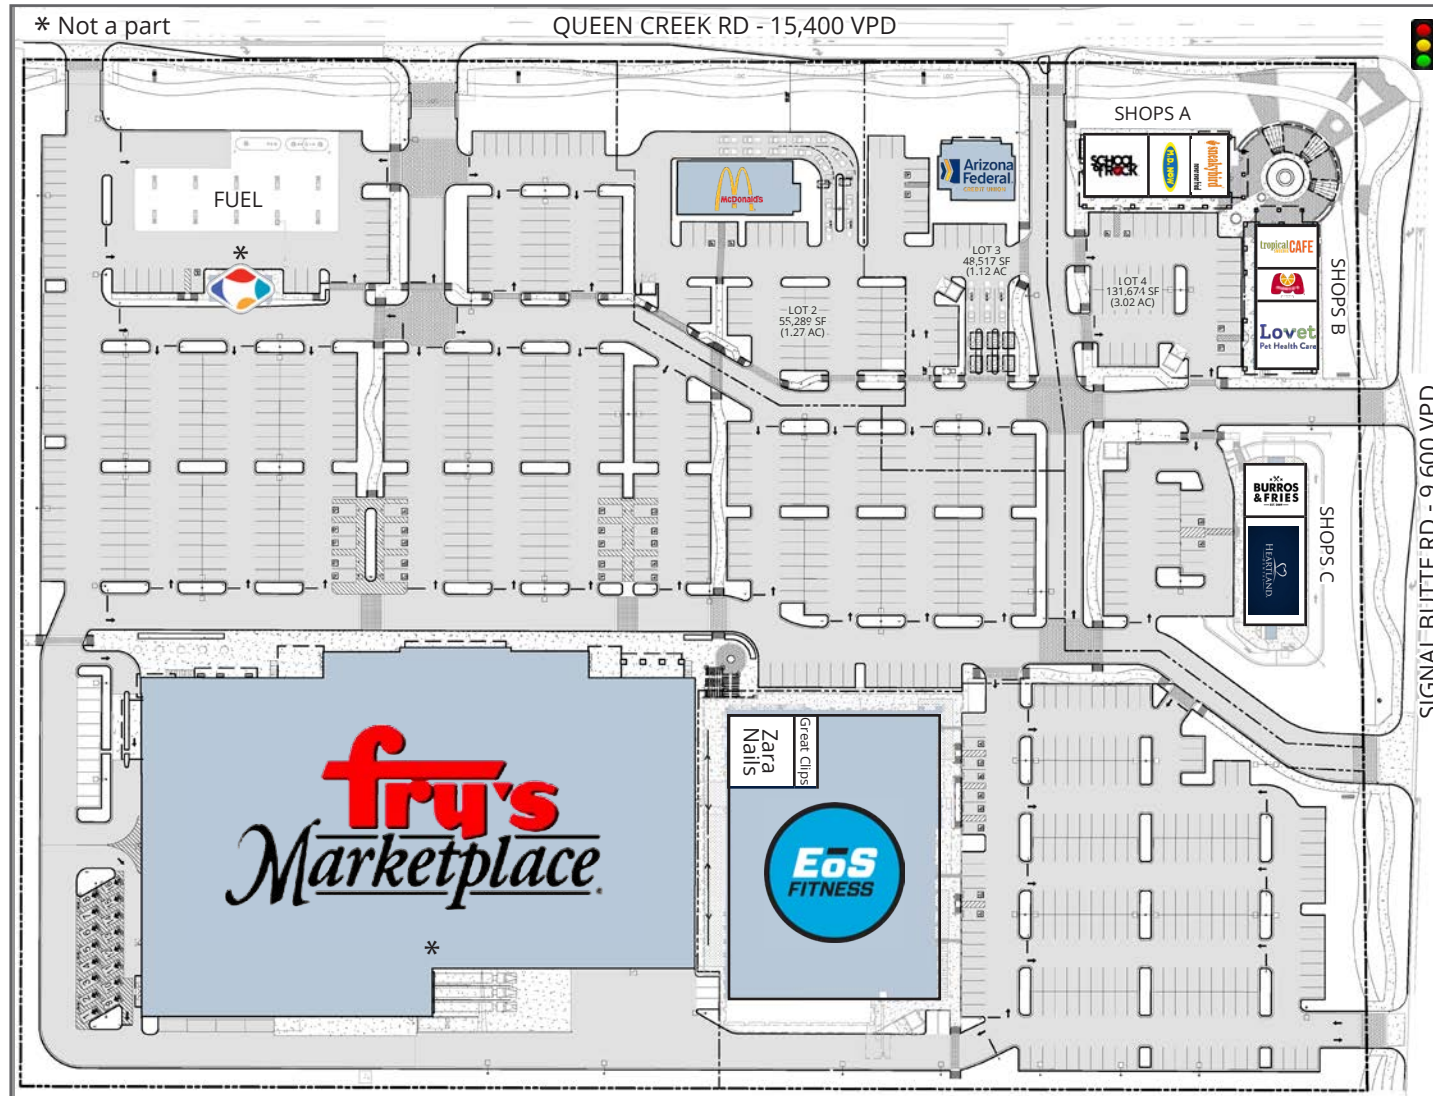 * Not a part
QUEEN CREEK RD - 15,400 VPD
SHOPS A
SCHOOL
of ROCK
M.D. NOW
sneakybird
Arizona
Federal
CREDIT UNION
McDonald's
FUEL
*
tropical CAFE
Lovet
Pet Health Care
SHOPS B
LOT 3
48,517 SF
(1.12 AC
LOT 4
131,674 SF
(3.02 AC)
LOT 2
55,289 SF
(1.27 AC)
BURROS
& FRIES
HEARTLAND
SHOPS C
SIGNAL BUTTE RD - 9,600 VPD
fry's
Marketplace
*
Zara
Nails
Great Clips
EōS
FITNESS